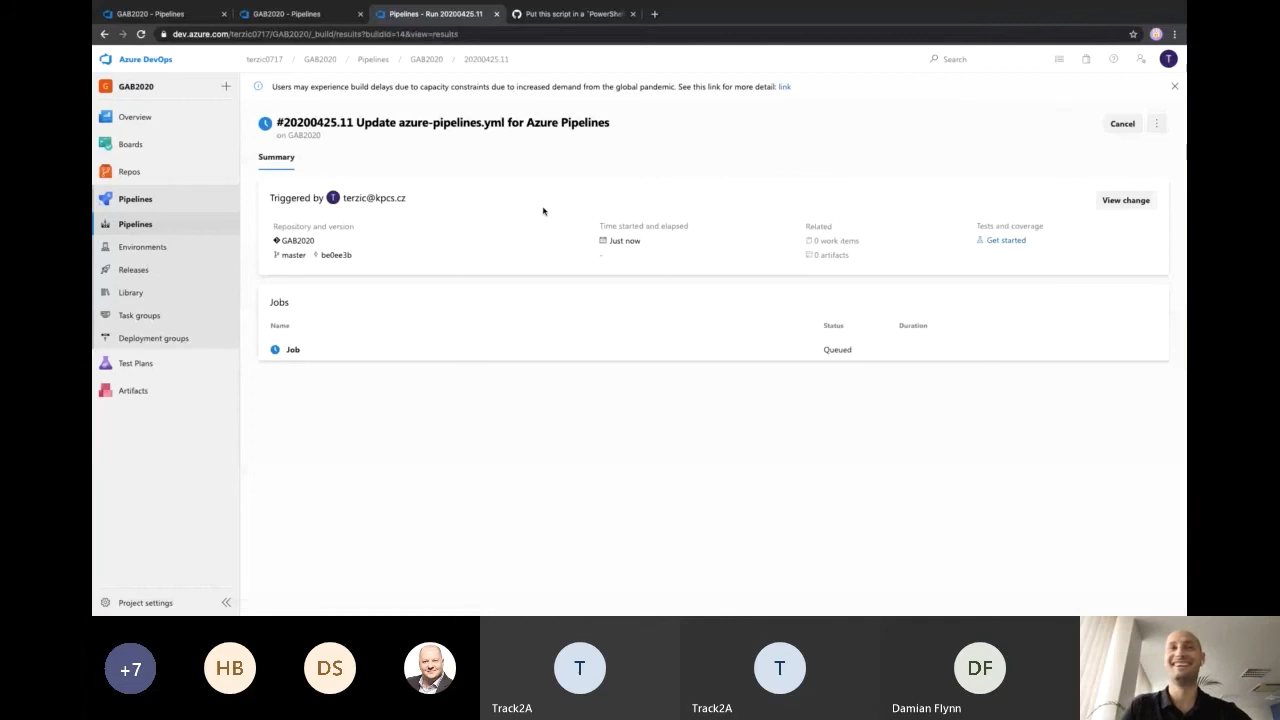 GAB2020 - Pipelines
GAB2020 - Pipelines
Pipelines - Run 20200425.11
Put this script in a `PowerShel
dev.azure.com/terzic0717/GAB2020/_build/results?buildId=14&view=results
Azure DevOps
terzic0717 / GAB2020 / Pipelines / GAB2020 / 20200425.11
Search
T
G GAB2020
Users may experience build delays due to capacity constraints due to increased demand from the global pandemic. See this link for more detail: link
Overview
Boards
Repos
Pipelines
Pipelines
Environments
Releases
Library
Task groups
Deployment groups
Test Plans
Artifacts
Project settings
#20200425.11 Update azure-pipelines.yml for Azure Pipelines
on GAB2020
Cancel
Summary
Triggered by T terzic@kpcs.cz
View change
Repository and version
GAB2020
master be0ee3b
Time started and elapsed
Just now
-
Related
0 work items
0 artifacts
Tests and coverage
Get started
Jobs
Name Status Duration
Job Queued
+7
HB
DS
T
Track2A
T
Track2A
DF
Damian Flynn